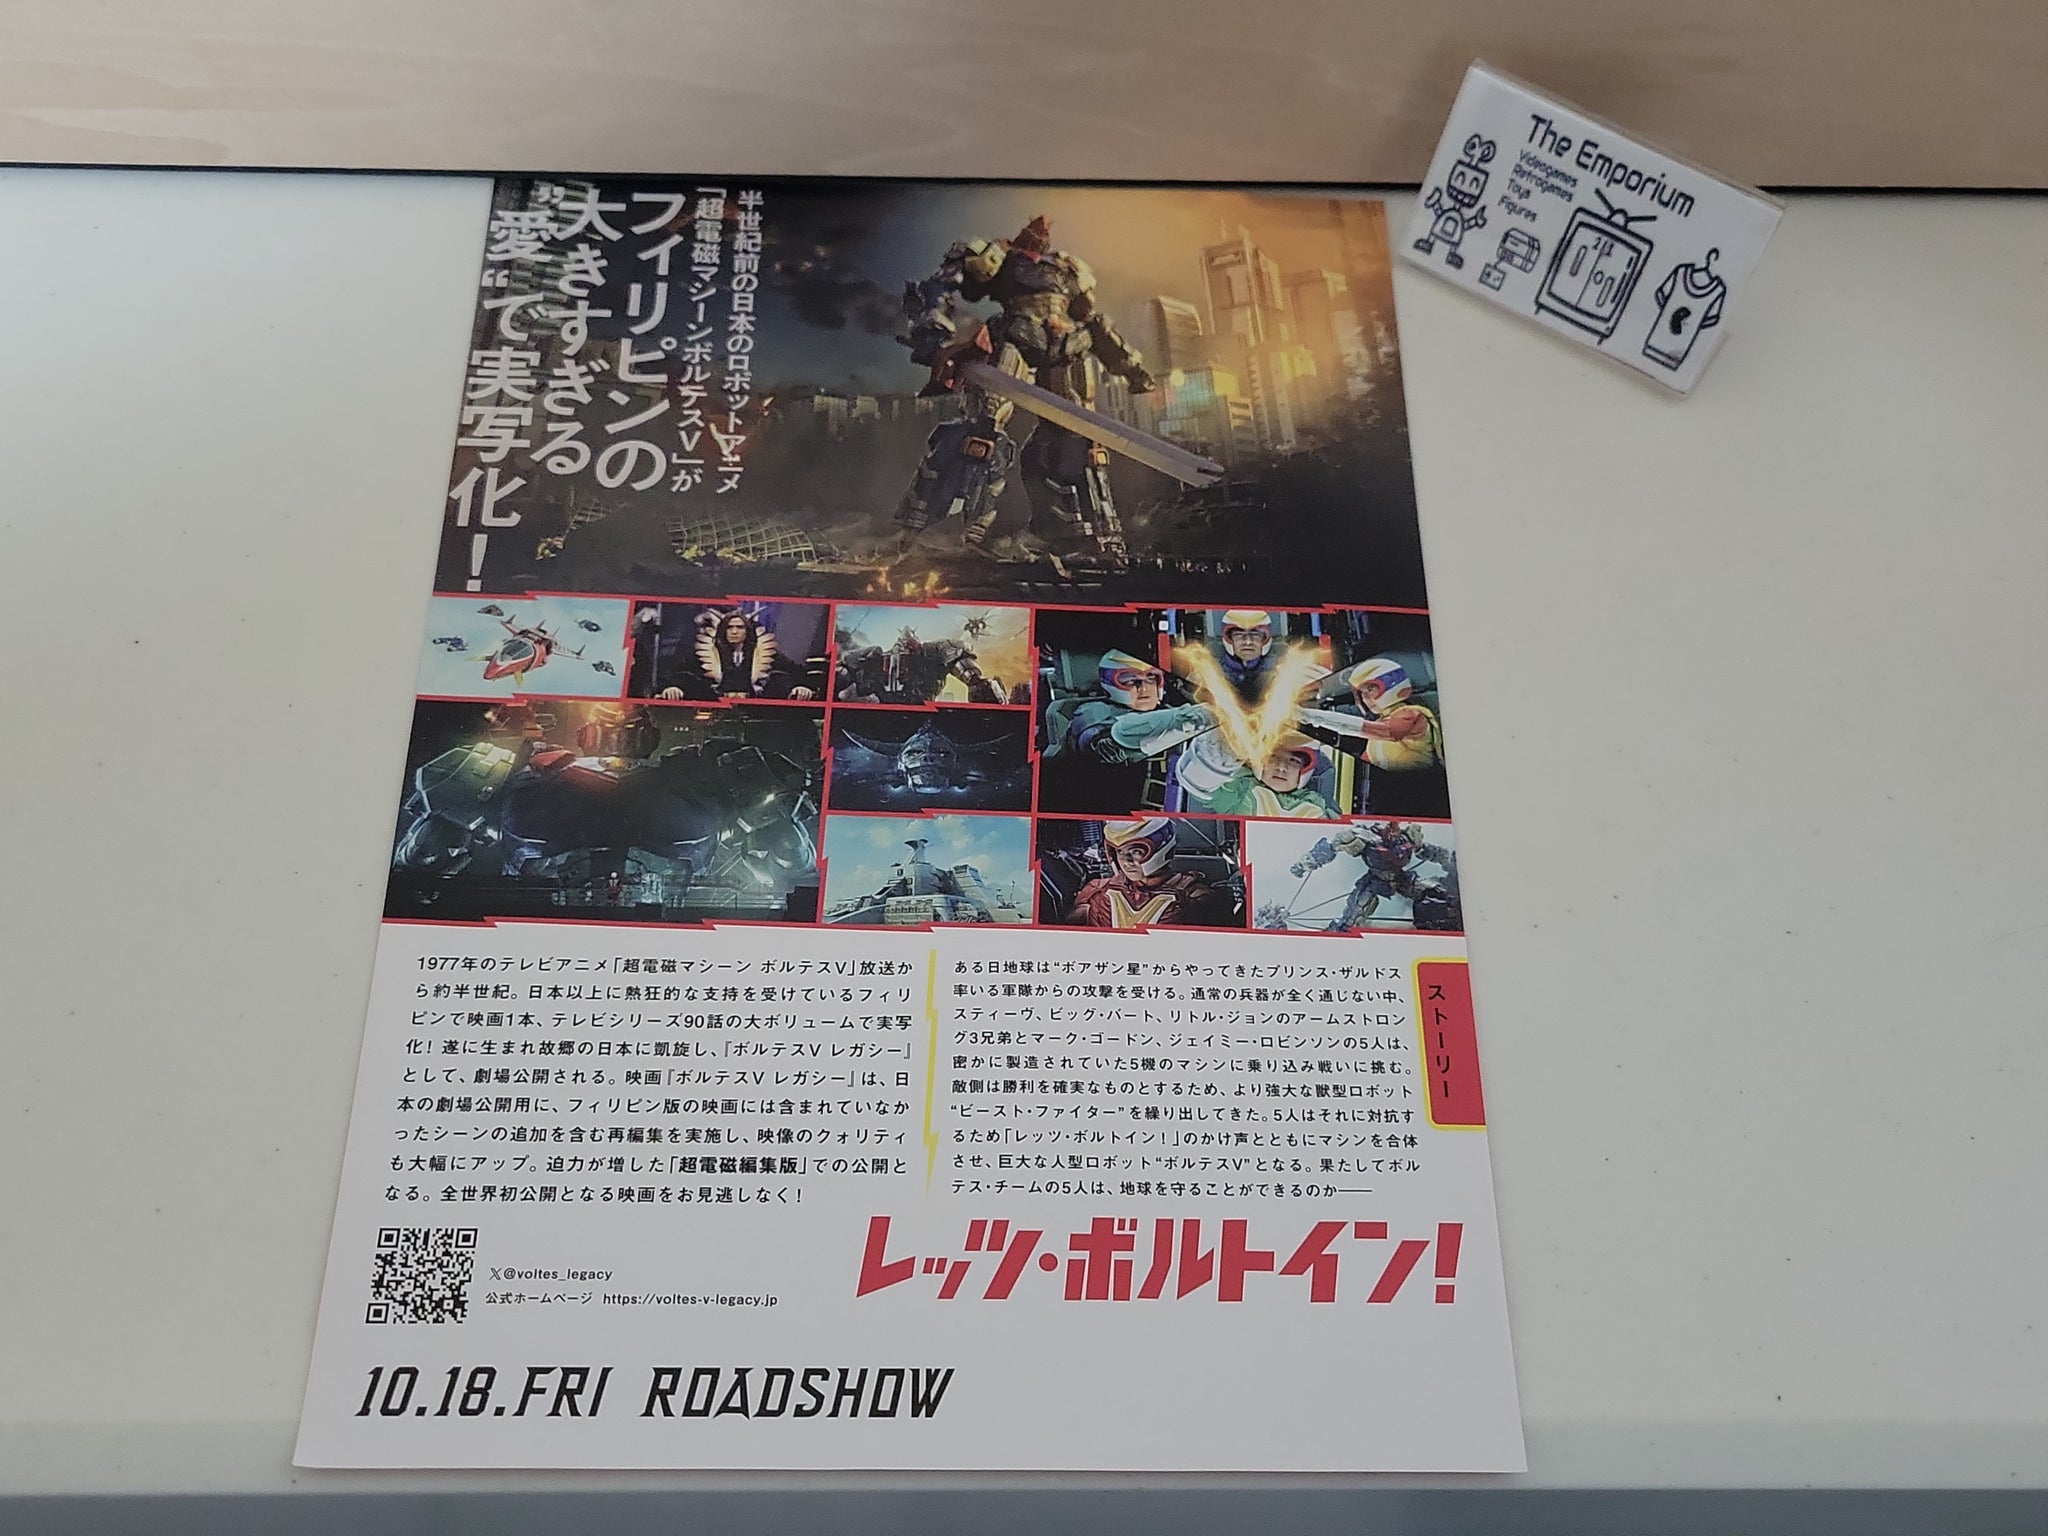 半世紀前の日本のロボットアニメ
「超電磁マシーンボルテスV」が
フィリピンの
大きすぎる
”愛“で実写化！
The Emporium
Videogames
Retrogames
Toys
Figures
1977年のテレビアニメ「超電磁マシーン ボルテスV」放送か
ら約半世紀。日本以上に熱狂的な支持を受けているフィリ
ピンで映画1本、テレビシリーズ90話の大ボリュームで実写
化！遂に生まれ故郷の日本に凱旋し、『ボルテスV レガシー』
として、劇場公開される。映画『ボルテスV レガシー』は、日
本の劇場公開用に、フィリピン版の映画には含まれていなか
ったシーンの追加を含む再編集を実施し、映像のクォリティ
も大幅にアップ。迫力が増した「超電磁編集版」での公開と
なる。全世界初公開となる映画をお見逃しなく！
ストーリー
ある日地球は“ボアザン星”からやってきたプリンス・ザルドス
率いる軍隊からの攻撃を受ける。通常の兵器が全く通じない中、
スティーヴ、ビッグ・バート、リトル・ジョンのアームストロン
グ3兄弟とマーク・ゴードン、ジェイミー・ロビンソンの5人は、
密かに製造されていた5機のマシンに乗り込み戦いに挑む。
敵側は勝利を確実なものとするため、より強大な獣型ロボット
“ビースト・ファイター”を繰り出してきた。5人はそれに対抗す
るため「レッツ・ボルトイン！」のかけ声とともにマシンを合体
させ、巨大な人型ロボット“ボルテスV”となる。果たしてボル
テス・チームの5人は、地球を守ることができるのか——
レッツ・ボルトイン！
X@voltes_legacy
公式ホームページ https://voltes-v-legacy.jp
10.18.FRI ROADSHOW